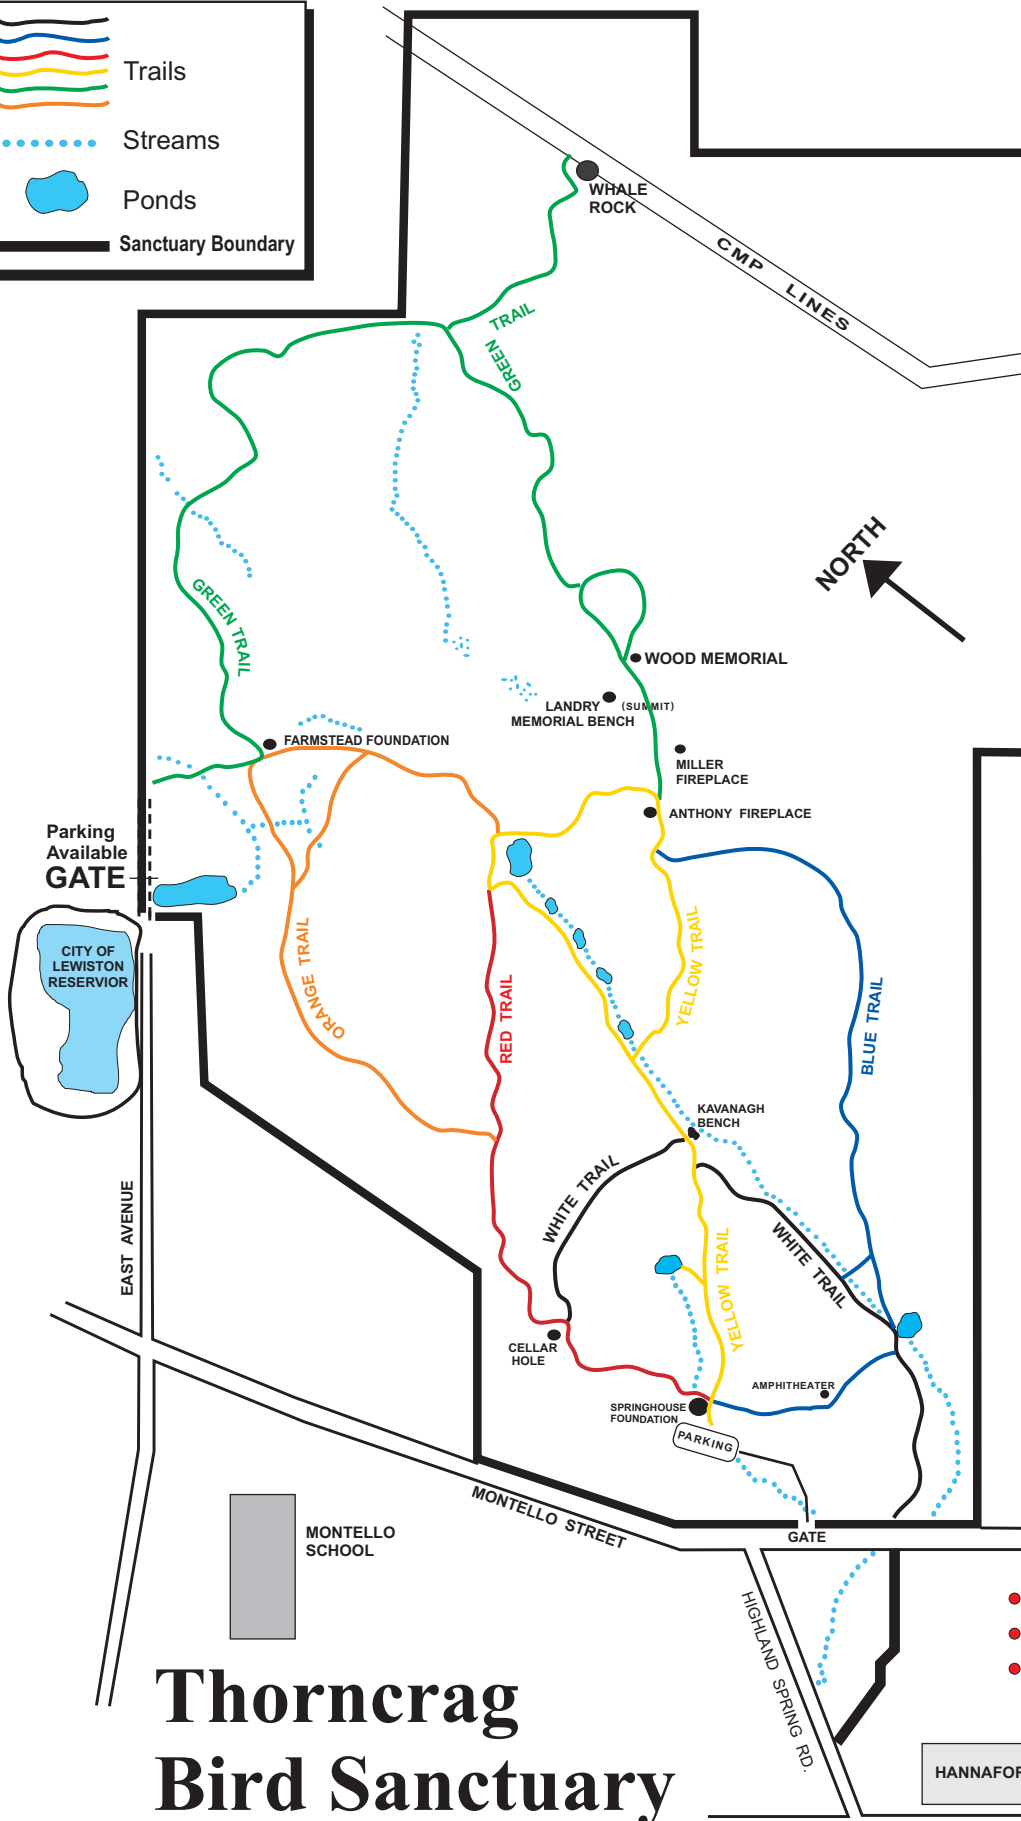 Trails
Streams
Ponds
Sanctuary Boundary
WHALE
ROCK
CMP LINES
GREEN TRAIL
NORTH
GREEN TRAIL
WOOD MEMORIAL
LANDRY (SUMMIT)
MEMORIAL BENCH
FARMSTEAD FOUNDATION
MILLER
FIREPLACE
ANTHONY FIREPLACE
Parking
Available
GATE
CITY OF
LEWISTON
RESERVIOR
ORANGE TRAIL
RED TRAIL
YELLOW TRAIL
BLUE TRAIL
KAVANAGH
BENCH
WHITE TRAIL
WHITE TRAIL
YELLOW TRAIL
EAST AVENUE
CELLAR
HOLE
AMPHITHEATER
SPRINGHOUSE
FOUNDATION
PARKING
MONTELLO STREET
GATE
MONTELLO
SCHOOL
HIGHLAND SPRING RD.
HANNAFOR
Thorncrag
Bird Sanctuary